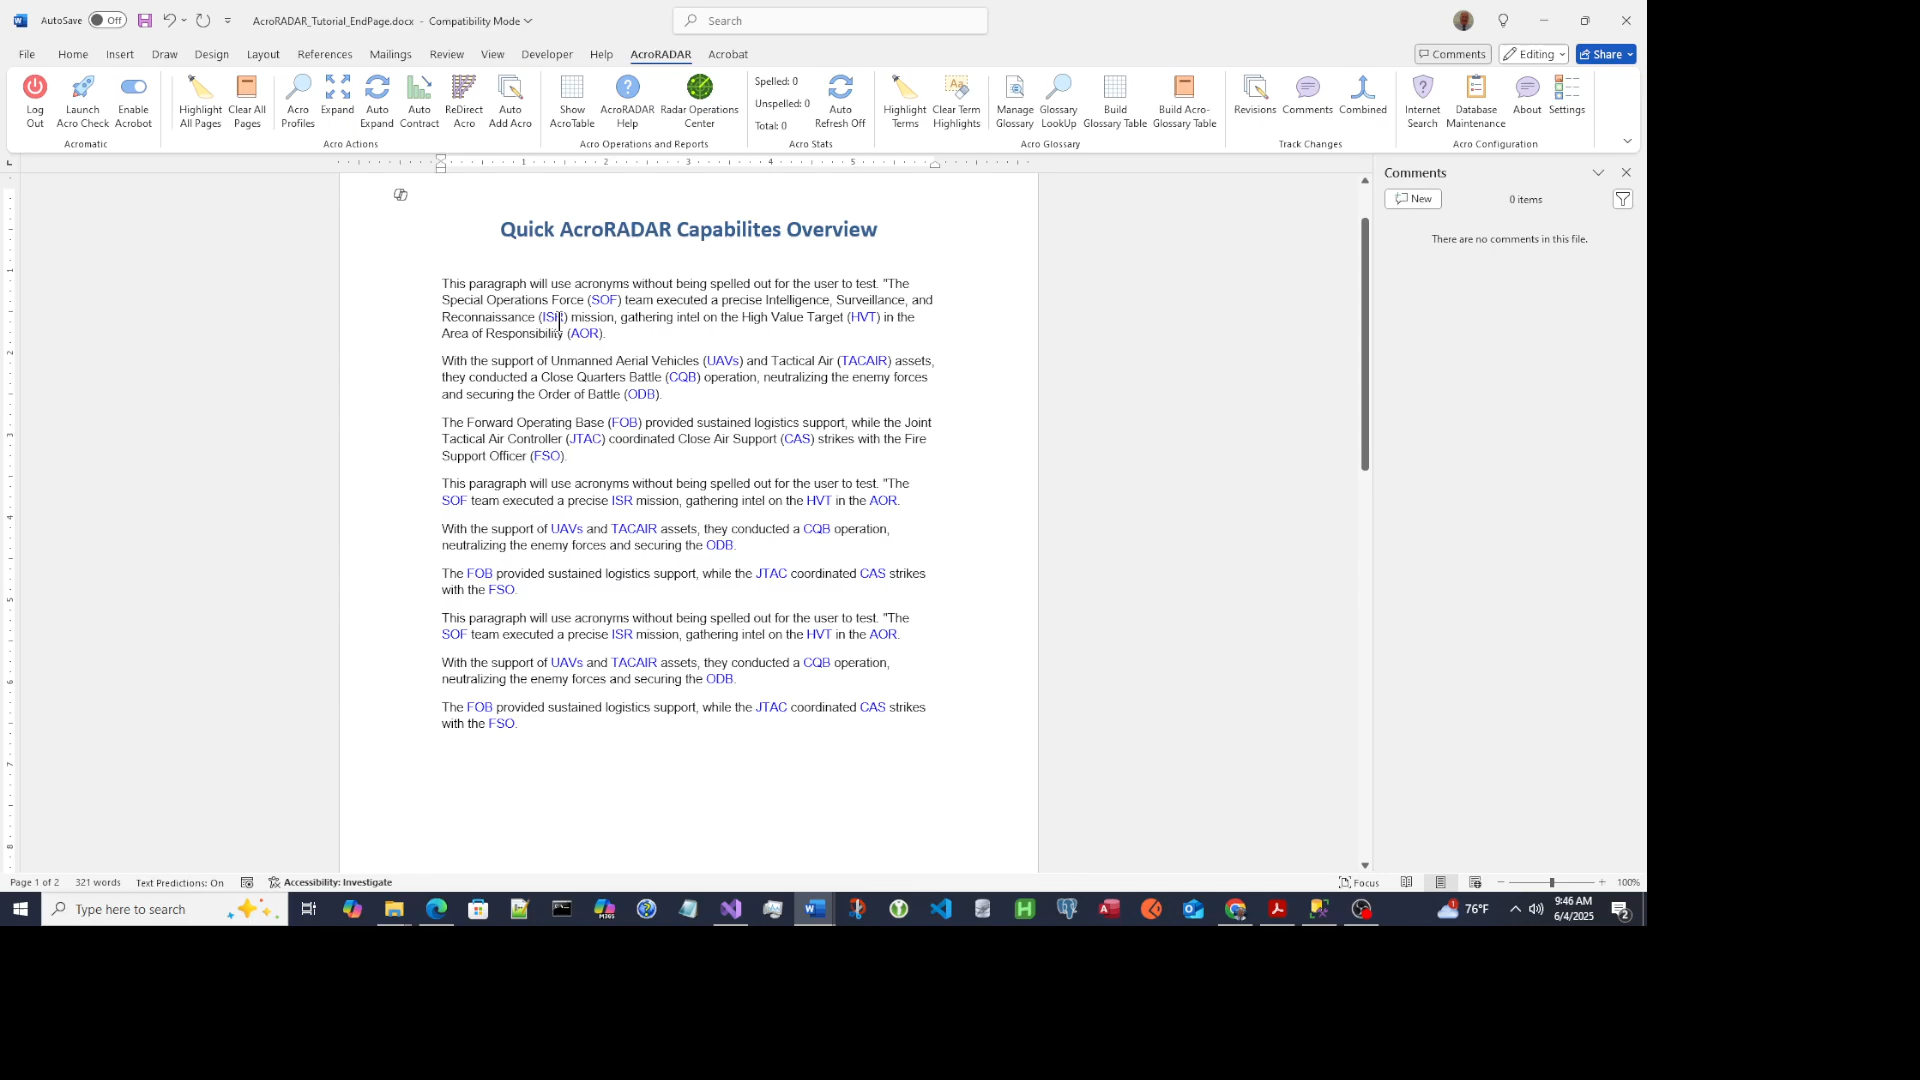 AutoSave Off AcroRADAR_Tutorial_EndPage.docx - Compatibility Mode Search
File Home Insert Draw Design Layout References Mailings Review View Developer Help AcroRADAR Acrobat Comments Editing Share
Log Out
Launch Acro Check
Enable Acrobot
Acromatic
Highlight All Pages
Clear All Pages
Acro Profiles
Expand
Auto Expand
Auto Contract
ReDirect Acro
Auto Add Acro
Acro Actions
Show AcroTable
AcroRADAR Help
Radar Operations Center
Acro Operations and Reports
Spelled: 0
Unspelled: 0
Total: 0
Auto Refresh Off
Acro Stats
Highlight Terms
Clear Term Highlights
Manage Glossary
Glossary LookUp
Build Glossary Table
Build Acro-Glossary Table
Acro Glossary
Revisions
Comments
Combined
Track Changes
Internet Search
Database Maintenance
About
Settings
Acro Configuration
1 2 3 4 5
Comments
New 0 items
There are no comments in this file.
1
2
3
4
5
6
7
8
Quick AcroRADAR Capabilites Overview
This paragraph will use acronyms without being spelled out for the user to test. "The
Special Operations Force (SOF) team executed a precise Intelligence, Surveillance, and
Reconnaissance (ISR) mission, gathering intel on the High Value Target (HVT) in the
Area of Responsibility (AOR).
With the support of Unmanned Aerial Vehicles (UAVs) and Tactical Air (TACAIR) assets,
they conducted a Close Quarters Battle (CQB) operation, neutralizing the enemy forces
and securing the Order of Battle (ODB).
The Forward Operating Base (FOB) provided sustained logistics support, while the Joint
Tactical Air Controller (JTAC) coordinated Close Air Support (CAS) strikes with the Fire
Support Officer (FSO).
This paragraph will use acronyms without being spelled out for the user to test. "The
SOF team executed a precise ISR mission, gathering intel on the HVT in the AOR.
With the support of UAVs and TACAIR assets, they conducted a CQB operation,
neutralizing the enemy forces and securing the ODB.
The FOB provided sustained logistics support, while the JTAC coordinated CAS strikes
with the FSO.
This paragraph will use acronyms without being spelled out for the user to test. "The
SOF team executed a precise ISR mission, gathering intel on the HVT in the AOR.
With the support of UAVs and TACAIR assets, they conducted a CQB operation,
neutralizing the enemy forces and securing the ODB.
The FOB provided sustained logistics support, while the JTAC coordinated CAS strikes
with the FSO.
Page 1 of 2 321 words Text Predictions: On Accessibility: Investigate Focus 100%
Type here to search 76°F 9:46 AM
6/4/2025